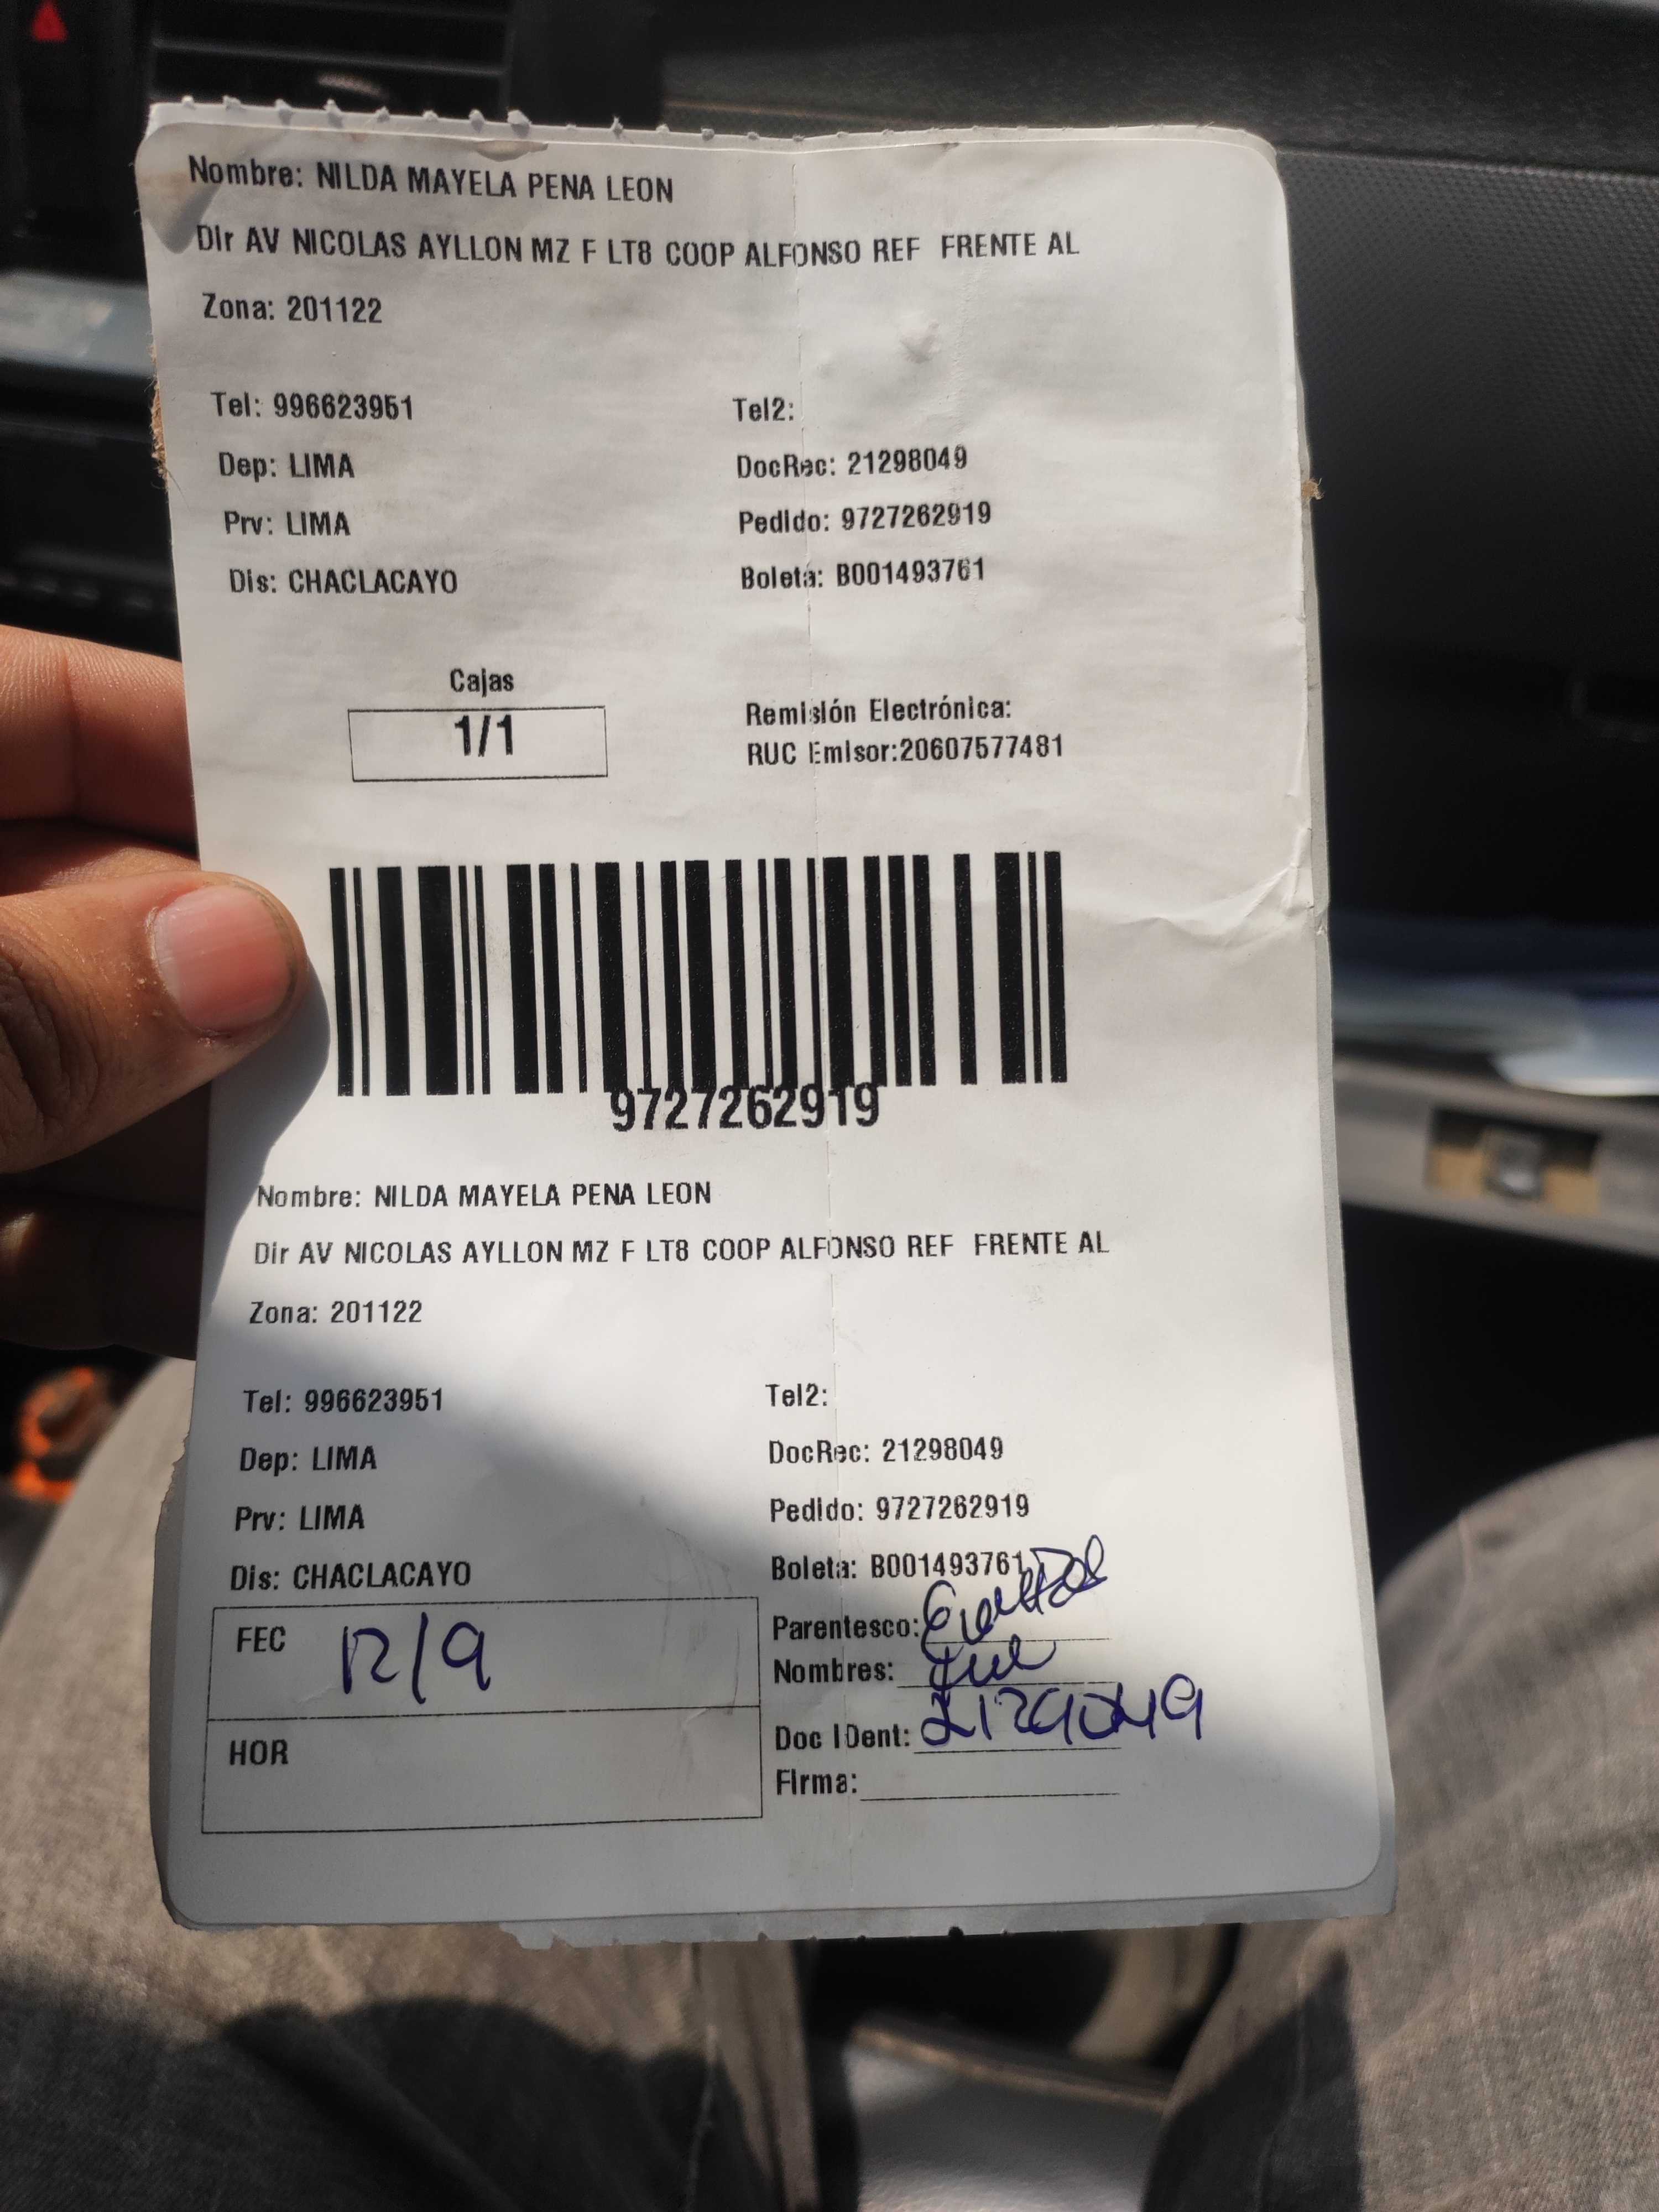 Nombre: NILDA MAYELA PENA LEON
Dir AV NICOLAS AYLLON MZ F LT8 COOP ALFONSO REF FRENTE AL
Zona: 201122
Tel: 996623951 Tel2:
Dep: LIMA DocRec: 21298049
Prv: LIMA Pedido: 9727262919
Dis: CHACLACAYO Boleta: B001493761
Cajas
1/1
Remisión Electrónica:
RUC Emisor:20607577481
9727262919
Nombre: NILDA MAYELA PENA LEON
Dir AV NICOLAS AYLLON MZ F LT8 COOP ALFONSO REF FRENTE AL
Zona: 201122
Tel: 996623951 Tel2:
Dep: LIMA DocRec: 21298049
Prv: LIMA Pedido: 9727262919
Dis: CHACLACAYO Boleta: B001493761
FEC 12/9
HOR
Parentesco:
Nombres:
Doc IDent:
Firma: